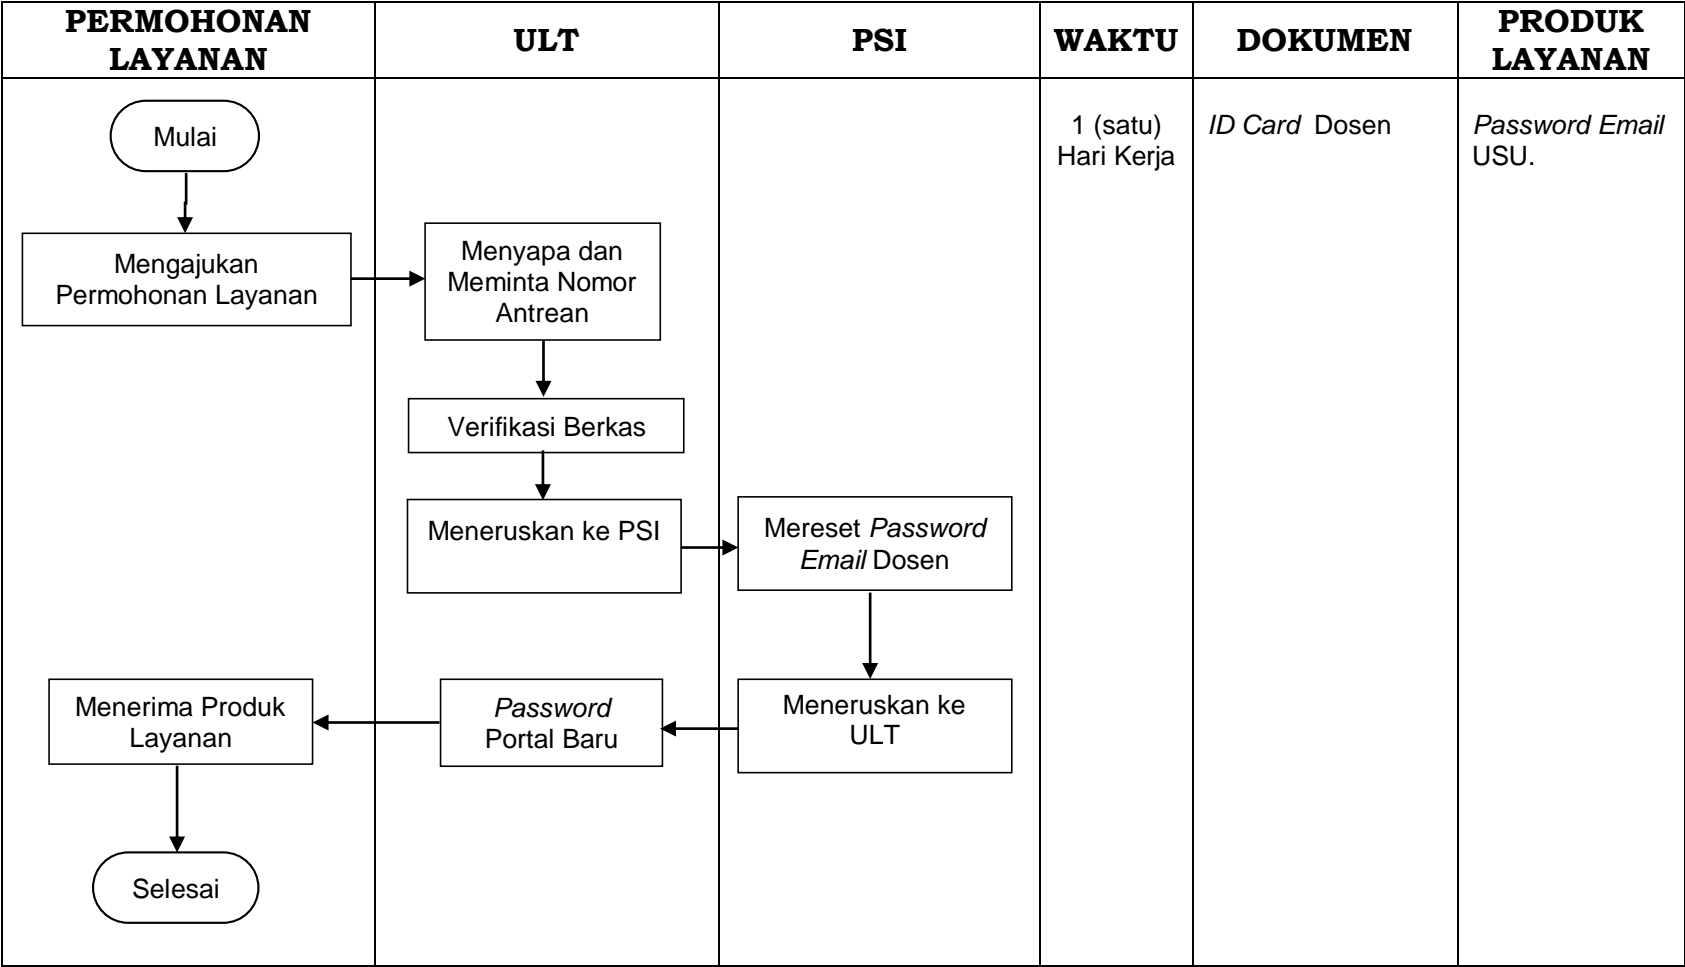 PERMOHONAN
LAYANAN
ULT
PSI
WAKTU
DOKUMEN
PRODUK
LAYANAN
Mulai
1 (satu)
Hari Kerja
ID Card Dosen
Password Email
USU.
Mengajukan
Permohonan Layanan
Menyapa dan
Meminta Nomor
Antrean
Verifikasi Berkas
Meneruskan ke PSI
Mereset Password
Email Dosen
Meneruskan ke
ULT
Password
Portal Baru
Menerima Produk
Layanan
Selesai